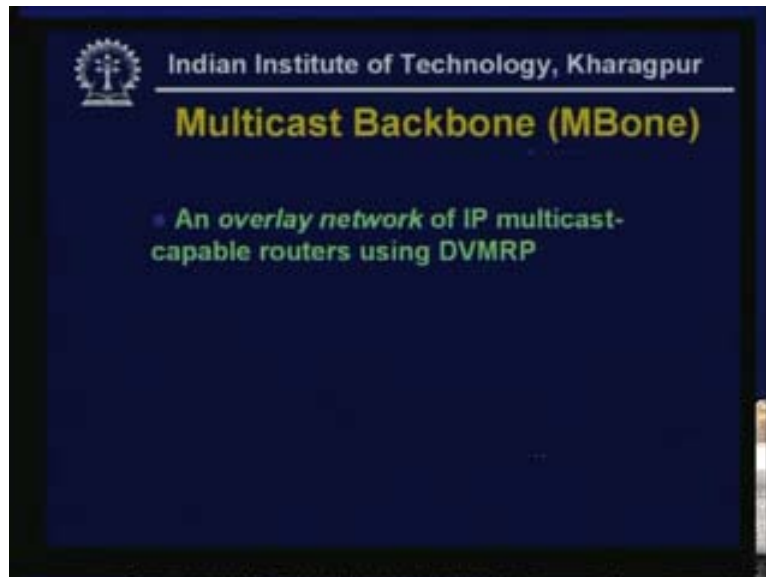 Indian Institute of Technology, Kharagpur
Multicast Backbone (MBone)
An overlay network of IP multicast-
capable routers using DVMRP